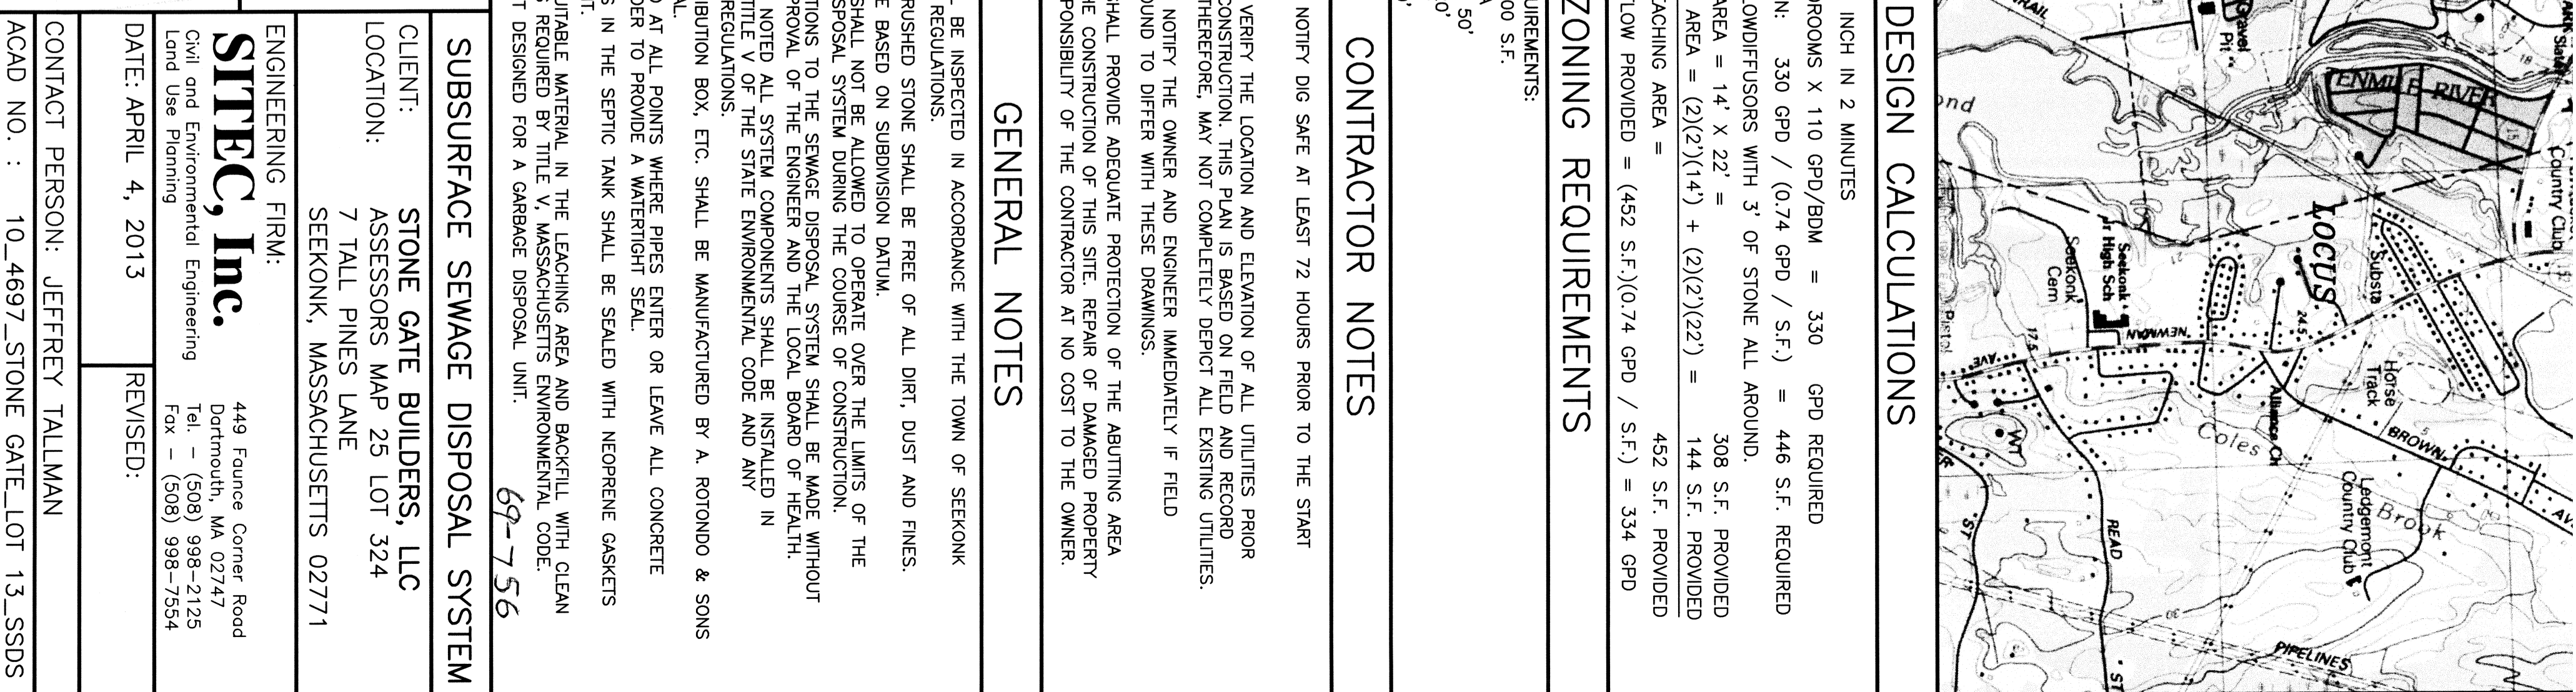 TRAIL
Gravel
Pit
18
TENMILE RIVER
15
Country Club
ond
LOCUS
Substa
Seekonk
Jr High Sch
Seekonk
Cem
21
24.5
NEWMAN
AVE
17.5
Horse
Track
Alliance Ch
Coles
Brook
BROWN
AV
WT
5
Ledgemont
Country Club
READ
ST
ST
30
PIPELINES
DESIGN CALCULATIONS
INCH IN 2 MINUTES
DROOMS X 110 GPD/BDM = 330 GPD REQUIRED
N: 330 GPD / (0.74 GPD / S.F.) = 446 S.F. REQUIRED
LOWDIFFUSORS WITH 3' OF STONE ALL AROUND.
AREA = 14' X 22' = 308 S.F. PROVIDED
AREA = (2)(2')(14') + (2)(2')(22') = 144 S.F. PROVIDED
EACHING AREA = 452 S.F. PROVIDED
FLOW PROVIDED = (452 S.F.)(0.74 GPD / S.F.) = 334 GPD
ZONING REQUIREMENTS
UIREMENTS:
00 S.F.
50'
CONTRACTOR NOTES
NOTIFY DIG SAFE AT LEAST 72 HOURS PRIOR TO THE START
VERIFY THE LOCATION AND ELEVATION OF ALL UTILITIES PRIOR
CONSTRUCTION. THIS PLAN IS BASED ON FIELD AND RECORD
THEREFORE, MAY NOT COMPLETELY DEPICT ALL EXISTING UTILITIES.
NOTIFY THE OWNER AND ENGINEER IMMEDIATELY IF FIELD
OUND TO DIFFER WITH THESE DRAWINGS.
SHALL PROVIDE ADEQUATE PROTECTION OF THE ABUTTING AREA
HE CONSTRUCTION OF THIS SITE. REPAIR OF DAMAGED PROPERTY
PONSIBILITY OF THE CONTRACTOR AT NO COST TO THE OWNER.
GENERAL NOTES
L BE INSPECTED IN ACCORDANCE WITH THE TOWN OF SEEKONK
REGULATIONS.
RUSHED STONE SHALL BE FREE OF ALL DIRT, DUST AND FINES.
E BASED ON SUBDIVISION DATUM.
SHALL NOT BE ALLOWED TO OPERATE OVER THE LIMITS OF THE
SPOSAL SYSTEM DURING THE COURSE OF CONSTRUCTION.
TIONS TO THE SEWAGE DISPOSAL SYSTEM SHALL BE MADE WITHOUT
PROVAL OF THE ENGINEER AND THE LOCAL BOARD OF HEALTH.
NOTED ALL SYSTEM COMPONENTS SHALL BE INSTALLED IN
TITLE V OF THE STATE ENVIRONMENTAL CODE AND ANY
REGULATIONS.
IBUTION BOX, ETC. SHALL BE MANUFACTURED BY A. ROTONDO & SONS
AL.
D AT ALL POINTS WHERE PIPES ENTER OR LEAVE ALL CONCRETE
DER TO PROVIDE A WATERTIGHT SEAL.
S IN THE SEPTIC TANK SHALL BE SEALED WITH NEOPRENE GASKETS
T.
UITABLE MATERIAL IN THE LEACHING AREA AND BACKFILL WITH CLEAN
S REQUIRED BY TITLE V, MASSACHUSETTS ENVIRONMENTAL CODE.
T DESIGNED FOR A GARBAGE DISPOSAL UNIT.
69-756
SUBSURFACE SEWAGE DISPOSAL SYSTEM
CLIENT: STONE GATE BUILDERS, LLC
LOCATION: ASSESSORS MAP 25 LOT 324
7 TALL PINES LANE
SEEKONK, MASSACHUSETTS 02771
ENGINEERING FIRM:
SITEC, Inc.
Civil and Environmental Engineering
Land Use Planning
449 Faunce Corner Road
Dartmouth, MA 02747
Tel. - (508) 998-2125
Fax - (508) 998-7554
DATE: APRIL 4, 2013
REVISED:
CONTACT PERSON: JEFFREY TALLMAN
ACAD NO. : 10_4697_STONE GATE_LOT 13_SSDS